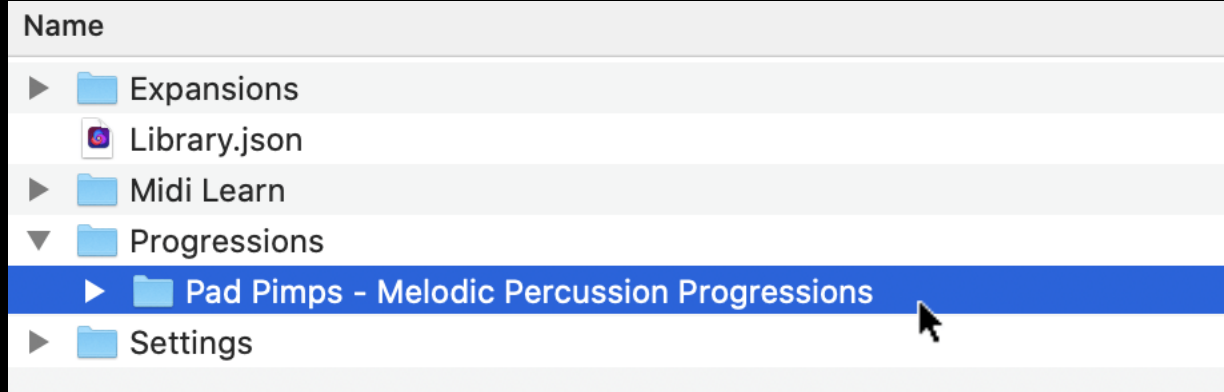 Name
Expansions
Library.json
Midi Learn
Progressions
Pad Pimps - Melodic Percussion Progressions
Settings